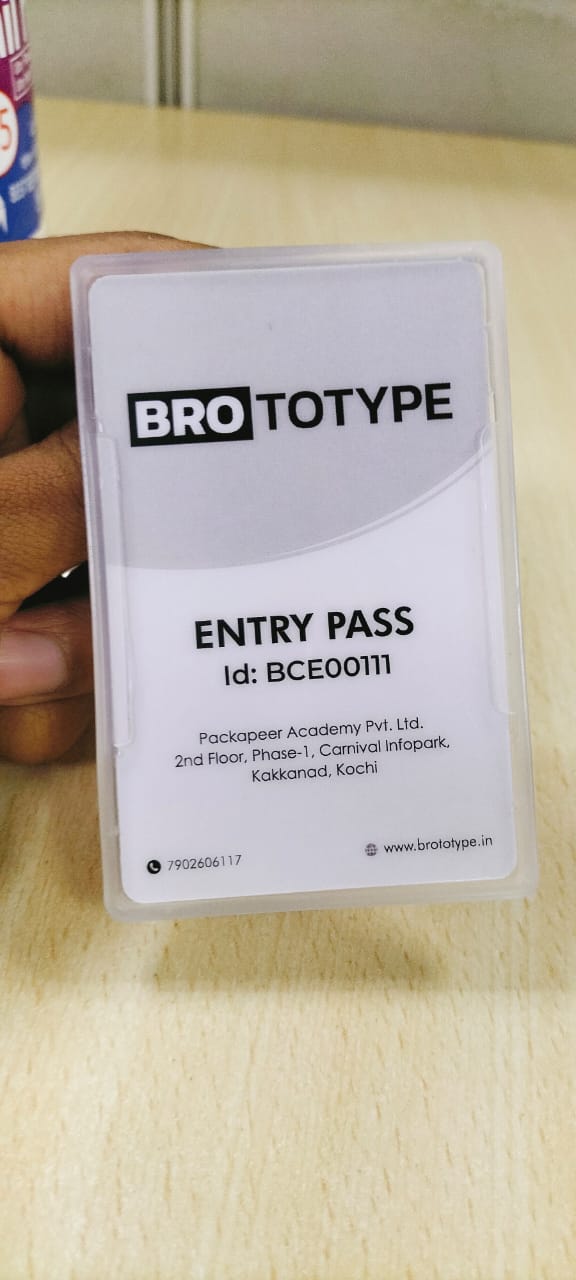 BROTOTYPE
ENTRY PASS
Id: BCE00111
Packapeer Academy Pvt. Ltd.
2nd Floor, Phase-1, Carnival Infopark,
Kakkanad, Kochi
7902606117
www.brototype.in